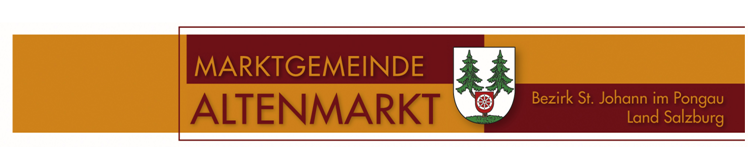 MARKTGEMEINDE
ALTENMARKT
Bezirk St. Johann im Pongau
Land Salzburg